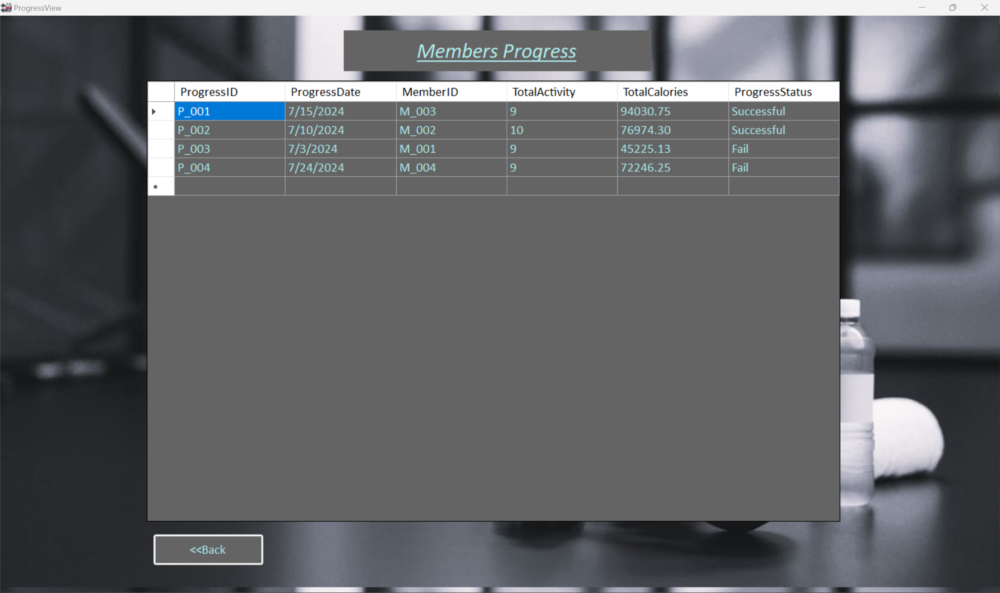 ProgressView
Members Progress
ProgressID ProgressDate MemberID TotalActivity TotalCalories ProgressStatus
P_001 7/15/2024 M_003 9 94030.75 Successful
P_002 7/10/2024 M_002 10 76974.30 Successful
P_003 7/3/2024 M_001 9 45225.13 Fail
P_004 7/24/2024 M_004 9 72246.25 Fail
<<Back